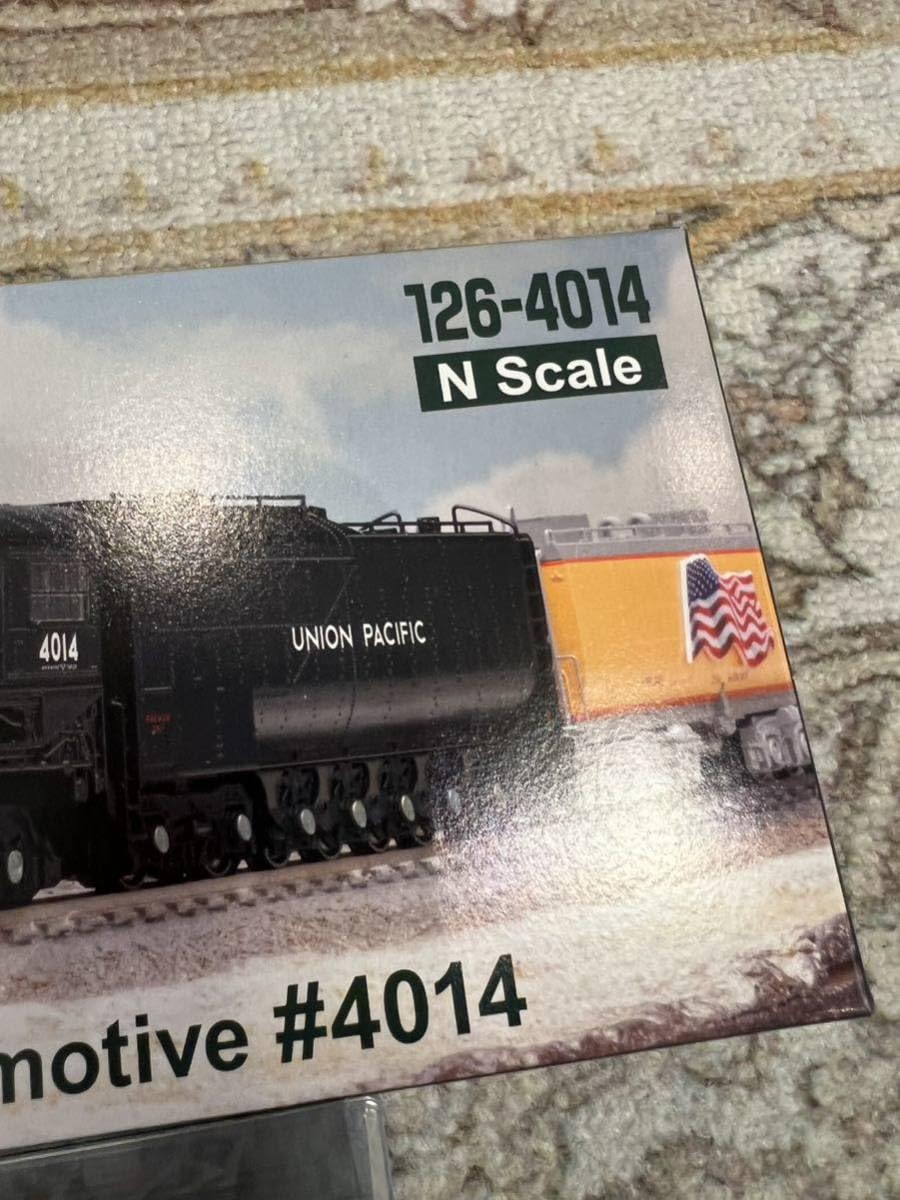 126-4014
N Scale
UNION PACIFIC
4014
motive #4014